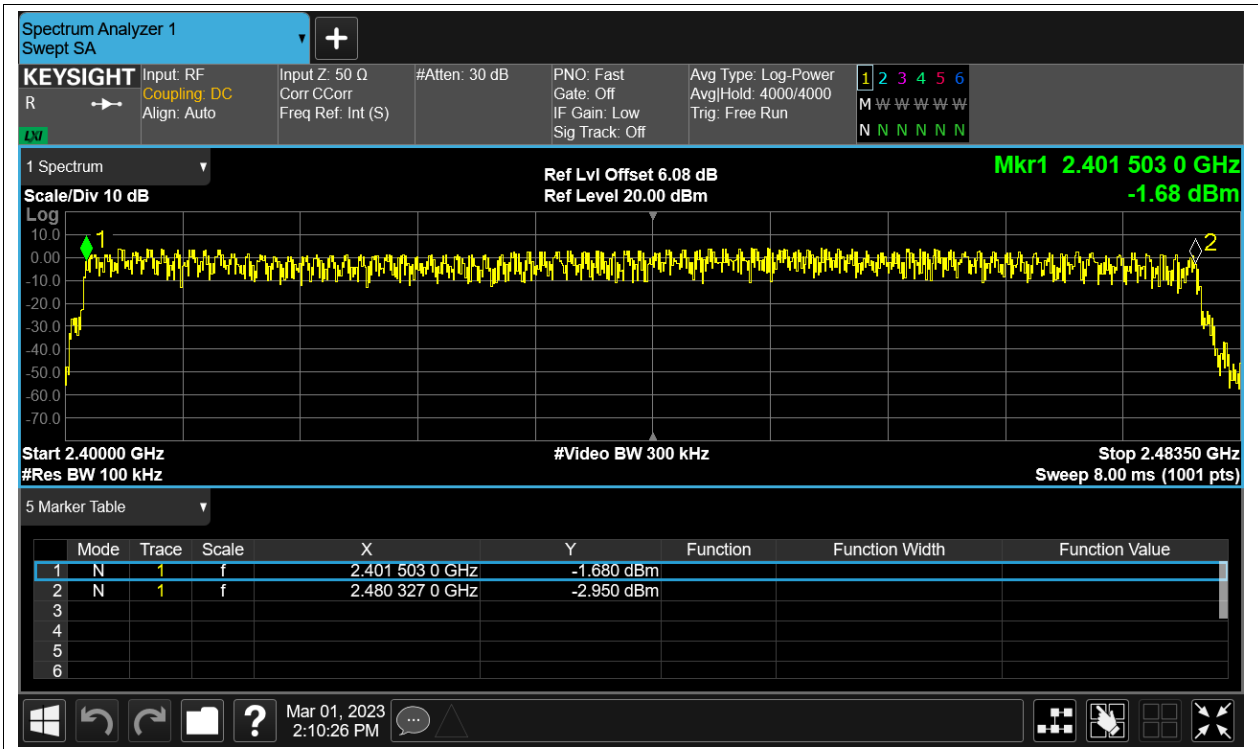 Spectrum Analyzer 1
Swept SA
+
KEYSIGHT Input: RF Input Z: 50 Ω #Atten: 30 dB PNO: Fast Avg Type: Log-Power 1 2 3 4 5 6
R Coupling: DC Corr CCorr Gate: Off Avg|Hold: 4000/4000 M W W W W W
Align: Auto Freq Ref: Int (S) IF Gain: Low Trig: Free Run
LXI Sig Track: Off N N N N N N
1 Spectrum Ref Lvl Offset 6.08 dB Mkr1 2.401 503 0 GHz
Scale/Div 10 dB Ref Level 20.00 dBm -1.68 dBm
Log
10.0 1 2
0.00
-10.0
-20.0
-30.0
-40.0
-50.0
-60.0
-70.0
Start 2.40000 GHz #Video BW 300 kHz Stop 2.48350 GHz
#Res BW 100 kHz Sweep 8.00 ms (1001 pts)
5 Marker Table
Mode Trace Scale X Y Function Function Width Function Value
1 N 1 f 2.401 503 0 GHz -1.680 dBm
2 N 1 f 2.480 327 0 GHz -2.950 dBm
3
4
5
6
? Mar 01, 2023
2:10:26 PM